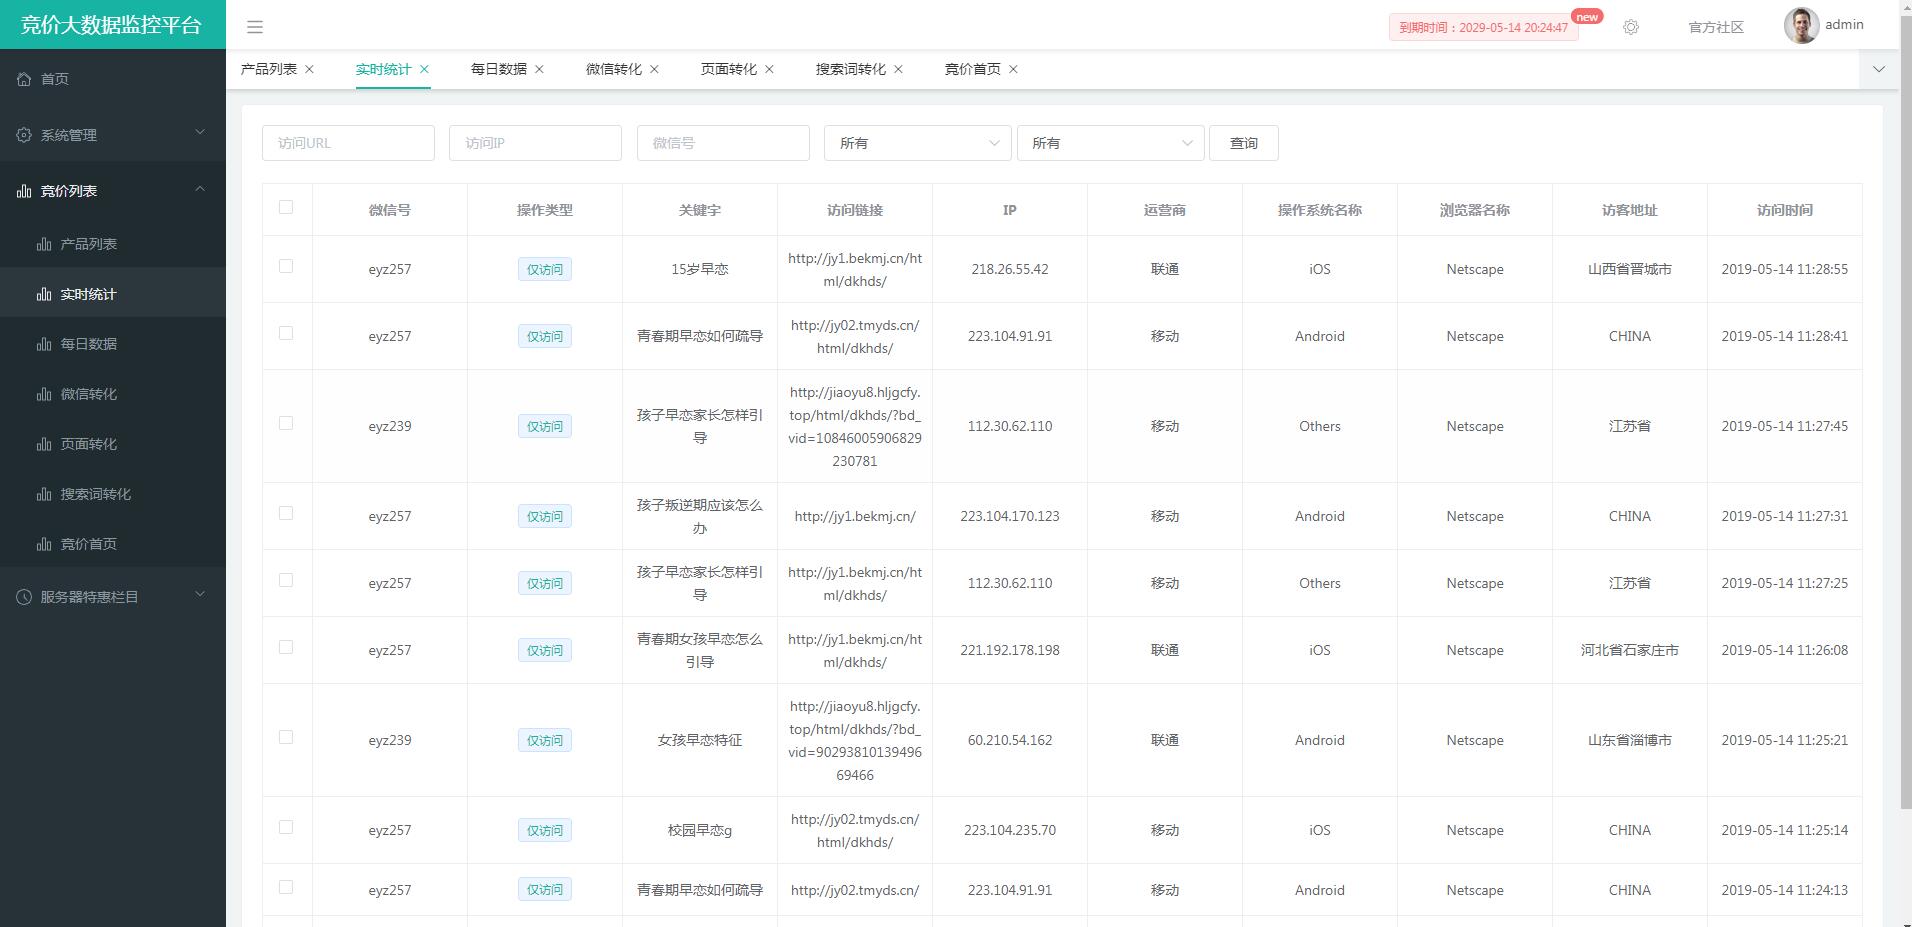 竞价大数据监控平台
到期时间：2029-05-14 20:24:47
new
官方社区
admin
首页
系统管理
竞价列表
产品列表
实时统计
每日数据
微信转化
页面转化
搜索词转化
竞价首页
服务器特惠栏目
产品列表 × 实时统计 × 每日数据 × 微信转化 × 页面转化 × 搜索词转化 × 竞价首页 ×
访问URL 访问IP 微信号 所有 所有 查询
微信号 操作类型 关键字 访问链接 IP 运营商 操作系统名称 浏览器名称 访客地址 访问时间
eyz257 仅访问 15岁早恋 http://jy1.bekmj.cn/ht
ml/dkhds/ 218.26.55.42 联通 iOS Netscape 山西省晋城市 2019-05-14 11:28:55
eyz257 仅访问 青春期早恋如何疏导 http://jy02.tmyds.cn/
html/dkhds/ 223.104.91.91 移动 Android Netscape CHINA 2019-05-14 11:28:41
eyz239 仅访问 孩子早恋家长怎样引
导 http://jiaoyu8.hljgcfy.
top/html/dkhds/?bd_
vid=10846005906829
230781 112.30.62.110 移动 Others Netscape 江苏省 2019-05-14 11:27:45
eyz257 仅访问 孩子叛逆期应该怎么
办 http://jy1.bekmj.cn/ 223.104.170.123 移动 Android Netscape CHINA 2019-05-14 11:27:31
eyz257 仅访问 孩子早恋家长怎样引
导 http://jy1.bekmj.cn/ht
ml/dkhds/ 112.30.62.110 移动 Others Netscape 江苏省 2019-05-14 11:27:25
eyz257 仅访问 青春期女孩早恋怎么
引导 http://jy1.bekmj.cn/ht
ml/dkhds/ 221.192.178.198 联通 iOS Netscape 河北省石家庄市 2019-05-14 11:26:08
eyz239 仅访问 女孩早恋特征 http://jiaoyu8.hljgcfy.
top/html/dkhds/?bd_
vid=90293810139496
69466 60.210.54.162 联通 Android Netscape 山东省淄博市 2019-05-14 11:25:21
eyz257 仅访问 校园早恋g http://jy02.tmyds.cn/
html/dkhds/ 223.104.235.70 移动 iOS Netscape CHINA 2019-05-14 11:25:14
eyz257 仅访问 青春期早恋如何疏导 http://jy02.tmyds.cn/ 223.104.91.91 移动 Android Netscape CHINA 2019-05-14 11:24:13